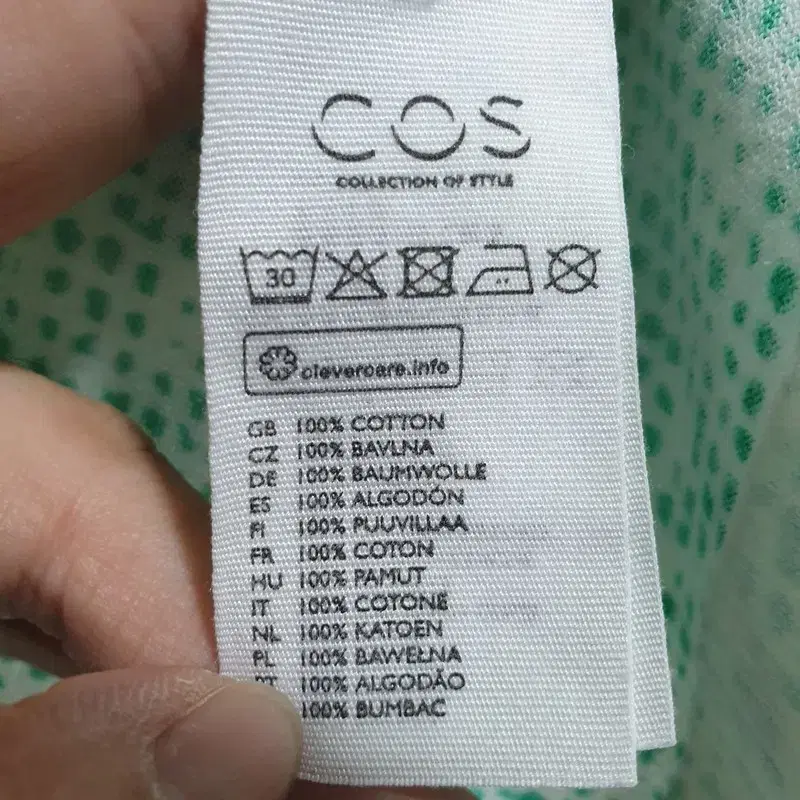 COS
COLLECTION OF STYLE
30
clevercare.info
GB 100% COTTON
CZ 100% BAVLNA
DE 100% BAUMWOLLE
ES 100% ALGODÓN
FI 100% PUUVILLAA
FR 100% COTON
HU 100% PAMUT
IT 100% COTONE
NL 100% KATOEN
PL 100% BAWEŁNA
PT 100% ALGODÃO
100% BUMBAC